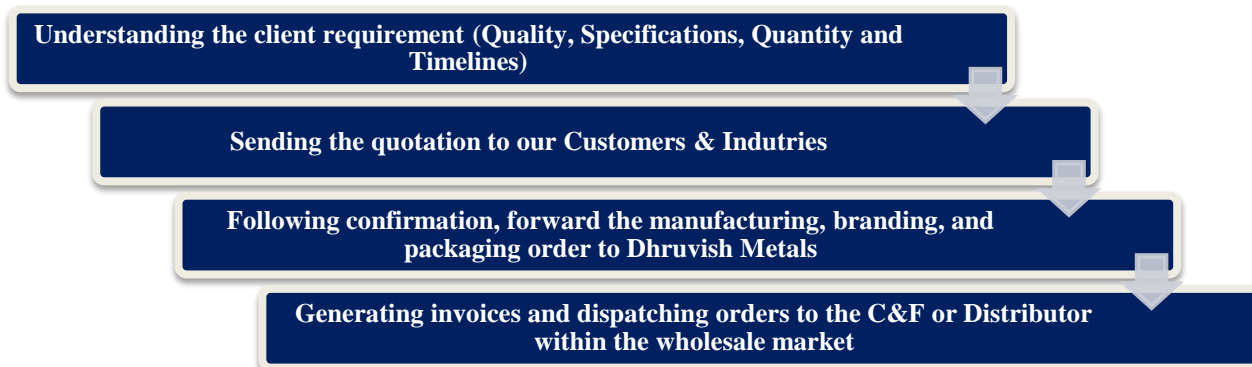 Understanding the client requirement (Quality, Specifications, Quantity and
Timelines)
Sending the quotation to our Customers & Indutries
Following confirmation, forward the manufacturing, branding, and
packaging order to Dhruvish Metals
Generating invoices and dispatching orders to the C&F or Distributor
within the wholesale market